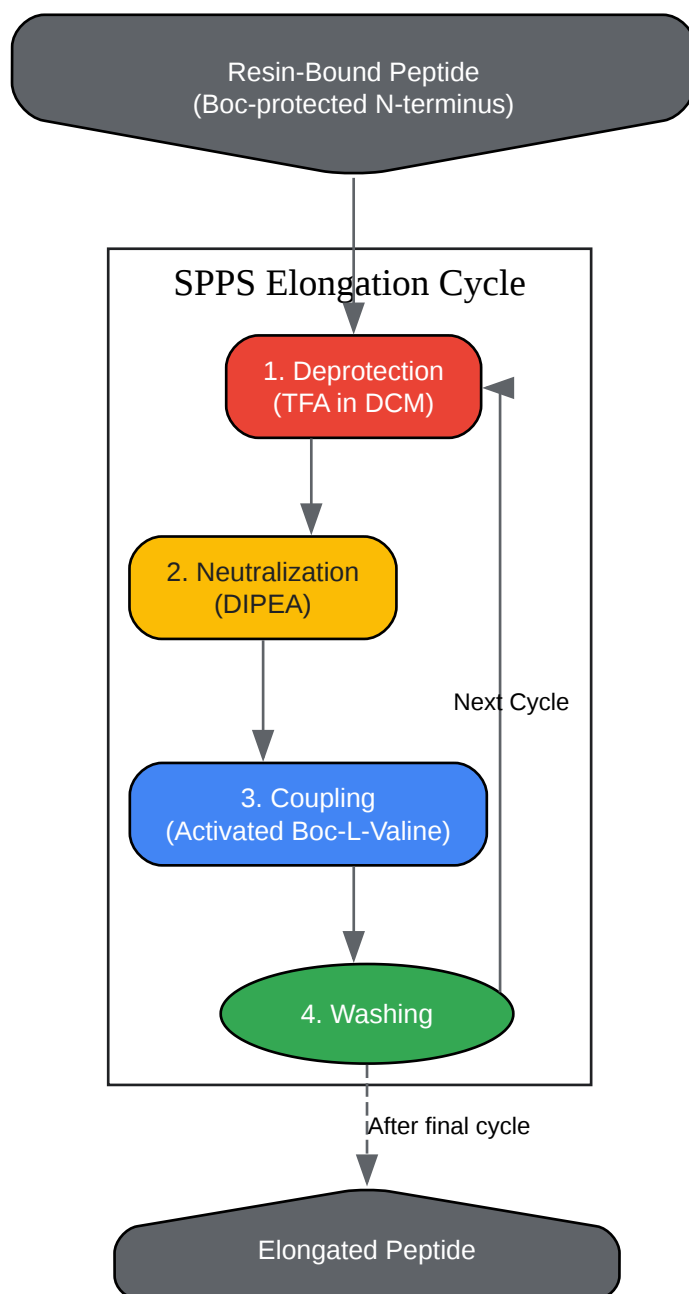 Resin-Bound Peptide
(Boc-protected N-terminus)
SPPS Elongation Cycle
1. Deprotection
(TFA in DCM)
2. Neutralization
(DIPEA)
Next Cycle
3. Coupling
(Activated Boc-L-Valine)
4. Washing
After final cycle
Elongated Peptide